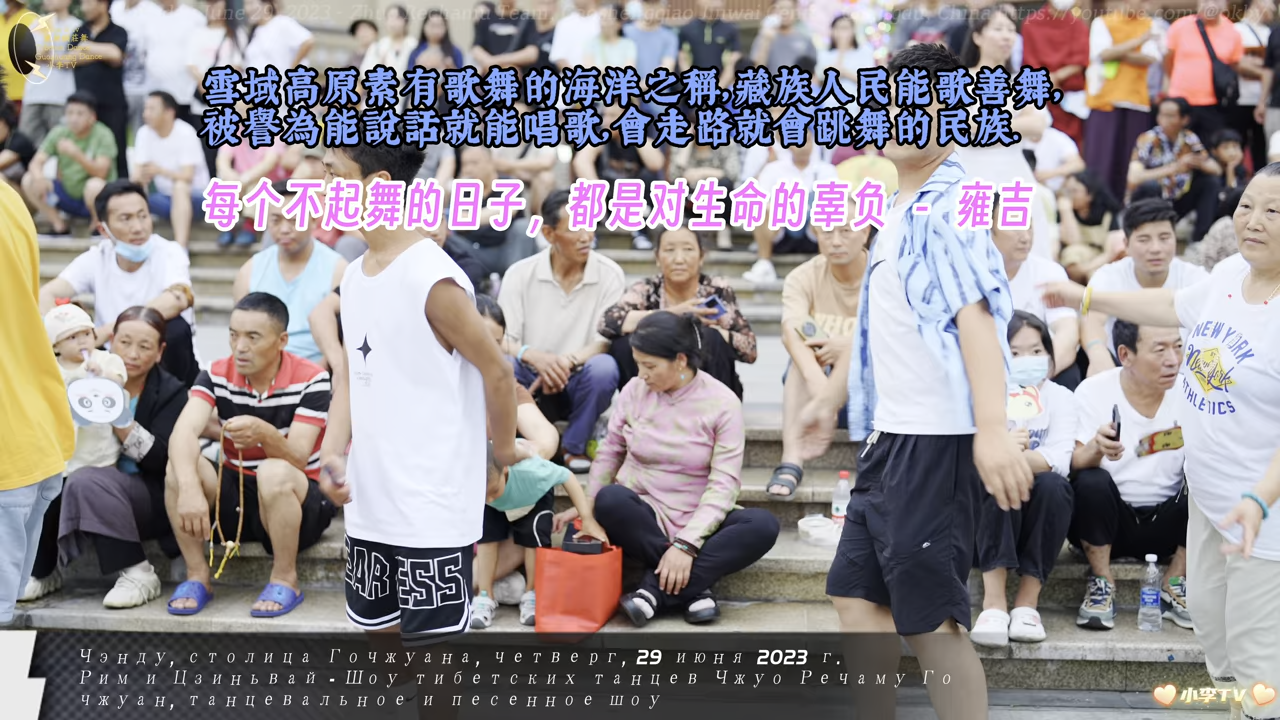 雪域高原素有歌舞的海洋之稱,藏族人民能歌善舞,
被譽為能說話就能唱歌,會走路就會跳舞的民族.
每个不起舞的日子，都是对生命的辜负 - 雍吉
NEW YORK
ATHLETICS
EARLESS
Чэнду, столица Гочжуана, четверг, 29 июня 2023 г.
Рим и Цзиньвай - Шоу тибетских танцев Чжуо Речаму Го
чжуан, танцевальное и песенное шоу
小李TV